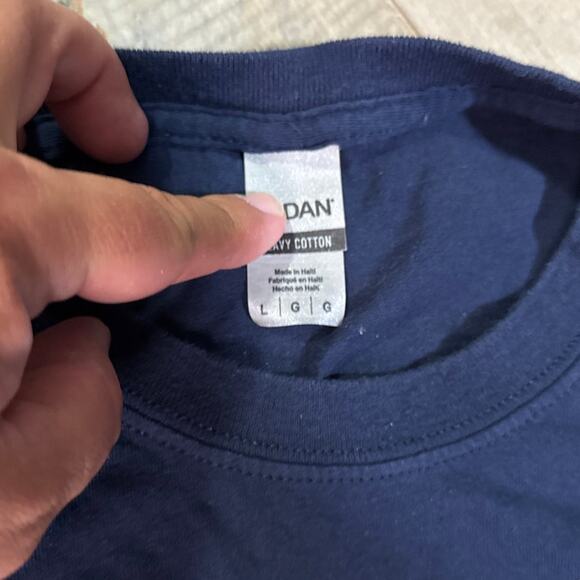 DAN
AVY COTTON
Made in Haiti
Fabriqué en Haïti
Hecho en Haití
L | G | G